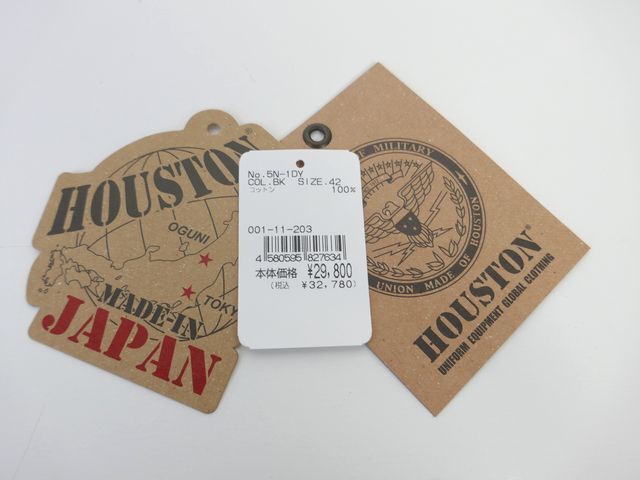 HOUSTON®
OGUNI
TOKY
MADE-IN
JAPAN
No.5N-1DY
COL.BK SIZE.42
コットン 100%
001-11-203
4 580595 827634
本体価格 ¥29,800
(税込 ¥32,780)
MILITARY
UNION MADE OF HOUSTON
HOUSTON®
UNIFORM EQUIPMENT GLOBAL CLOTHING